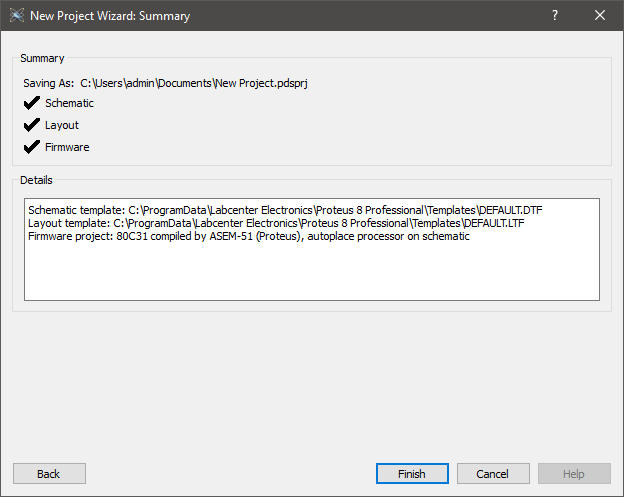 New Project Wizard: Summary
?
Summary
Saving As: C:\Users\admin\Documents\New Project.pdsprj
Schematic
Layout
Firmware
Details
Schematic template: C:\ProgramData\Labcenter Electronics\Proteus 8 Professional\Templates\DEFAULT.DTF
Layout template: C:\ProgramData\Labcenter Electronics\Proteus 8 Professional\Templates\DEFAULT.LTF
Firmware project: 80C31 compiled by ASEM-51 (Proteus), autoplace processor on schematic
Back
Finish
Cancel
Help